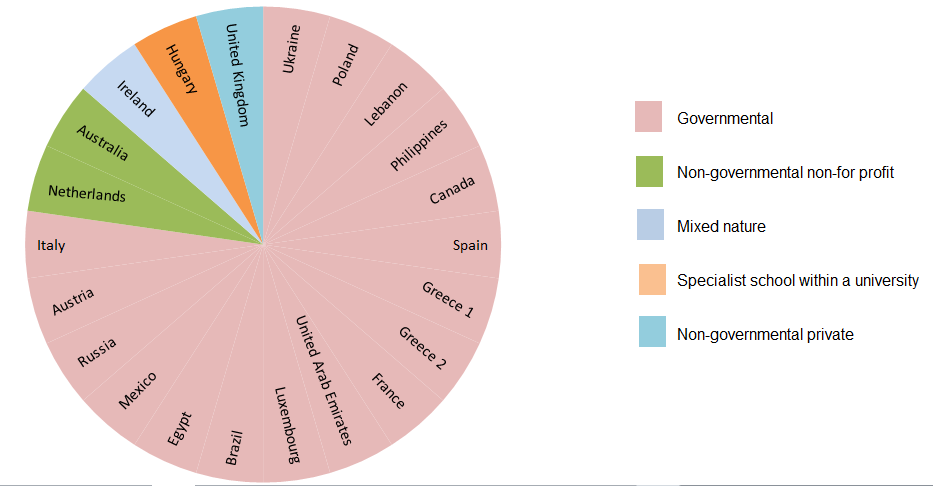 Ukraine
Poland
Lebanon
Philippines
Canada
Spain
Greece 1
Greece 2
France
United Arab Emirates
Luxembourg
Brazil
Egypt
Mexico
Russia
Austria
Italy
Netherlands
Australia
Ireland
Hungary
United Kingdom
Governmental
Non-governmental non-for profit
Mixed nature
Specialist school within a university
Non-governmental private